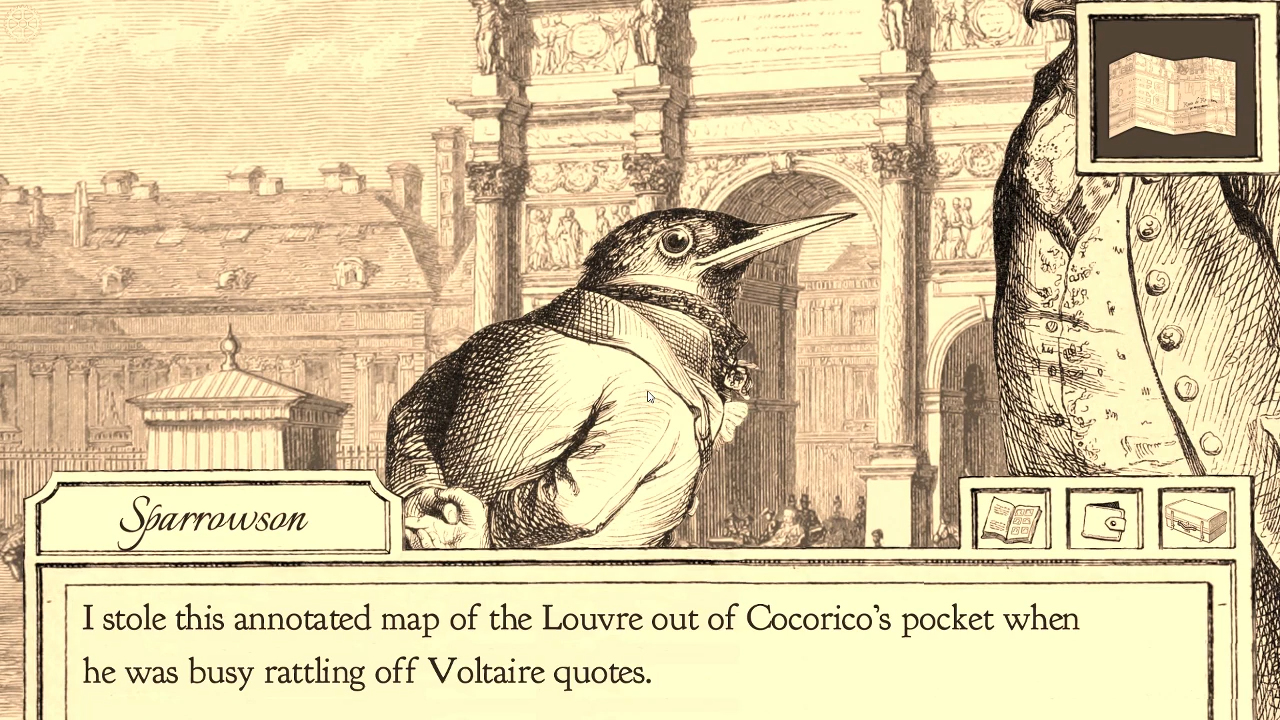 Sparrowson
I stole this annotated map of the Louvre out of Cocorico’s pocket when
he was busy rattling off Voltaire quotes.